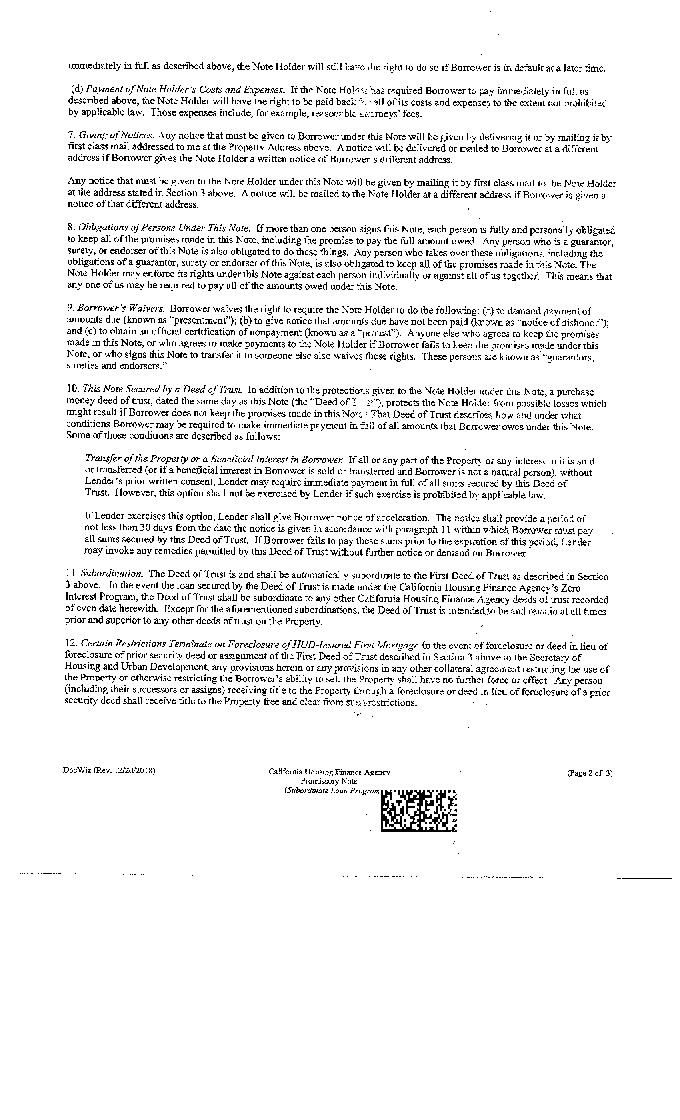 immediately in full as described above, the Note Holder will still have the right to do so if Borrower is in default at a later time.
(d) Payment of Note Holder's Costs and Expenses. If the Note Holder has required Borrower to pay immediately in full as
described above, the Note Holder will have the right to be paid back for all of its costs and expenses to the extent not prohibited
by applicable law. Those expenses include, for example, reasonable attorneys' fees.
7. Giving of Notices. Any notice that must be given to Borrower under this Note will be given by delivering it or by mailing it by
first class mail addressed to me at the Property Address above. A notice will be delivered or mailed to Borrower at a different
address if Borrower gives the Note Holder a written notice of Borrower's different address.
Any notice that must be given to the Note Holder under this Note will be given by mailing it by first class mail to the Note Holder
at the address stated in Section 3 above. A notice will be mailed to the Note Holder at a different address if Borrower is given a
notice of that different address.
8. Obligations of Persons Under This Note. If more than one person signs this Note, each person is fully and personally obligated
to keep all of the promises made in this Note, including the promise to pay the full amount owed. Any person who is a guarantor,
surety, or endorser of this Note is also obligated to do these things. Any person who takes over these obligations, including the
obligations of a guarantor, surety or endorser of this Note, is also obligated to keep all of the promises made in this Note. The
Note Holder may enforce its rights under this Note against each person individually or against all of us together. This means that
any one of us may be required to pay all of the amounts owed under this Note.
9. Borrower's Waivers. Borrower waives the right to require the Note Holder to do the following: (a) to demand payment of
amounts due (known as "presentment"); (b) to give notice that amounts due have not been paid (known as "notice of dishonor");
and (c) to obtain an official certification of nonpayment (known as a "protest"). Anyone else who agrees to keep the promises
made in this Note, or who agrees to make payments to the Note Holder if Borrower fails to keep the promises made under this
Note, or who signs this Note to transfer it to someone else also waives these rights. These persons are known as "guarantors,
sureties and endorsers."
10. This Note Secured by a Deed of Trust. In addition to the protections given to the Note Holder under this Note, a purchase
money deed of trust, dated the same day as this Note (the "Deed of Trust"), protects the Note Holder from possible losses which
might result if Borrower does not keep the promises made in this Note. That Deed of Trust describes how and under what
conditions Borrower may be required to make immediate payment in full of all amounts that Borrower owes under this Note.
Some of those conditions are described as follows:
Transfer of the Property or a Beneficial Interest in Borrower. If all or any part of the Property or any interest in it is sold
or transferred (or if a beneficial interest in Borrower is sold or transferred and Borrower is not a natural person), without
Lender's prior written consent, Lender may require immediate payment in full of all sums secured by this Deed of
Trust. However, this option shall not be exercised by Lender if such exercise is prohibited by applicable law.
If Lender exercises this option, Lender shall give Borrower notice of acceleration. The notice shall provide a period of
not less than 30 days from the date the notice is given in accordance with paragraph 11 within which Borrower must pay
all sums secured by this Deed of Trust. If Borrower fails to pay these sums prior to the expiration of this period, Lender
may invoke any remedies permitted by this Deed of Trust without further notice or demand on Borrower.
11. Subordination. The Deed of Trust is and shall be automatically subordinate to the First Deed of Trust as described in Section
3 above. In the event the loan secured by the Deed of Trust is made under the California Housing Finance Agency's Zero
Interest Program, the Deed of Trust shall be subordinate to any other California Housing Finance Agency deeds of trust recorded
of even date herewith. Except for the aforementioned subordinations, the Deed of Trust is intended to be and remain at all times
prior and superior to any other deeds of trust on the Property.
12. Certain Restrictions Terminate on Foreclosure of HUD-Insured First Mortgage In the event of foreclosure or deed in lieu of
foreclosure of prior security deed or assignment of the First Deed of Trust described in Section 3 above to the Secretary of
Housing and Urban Development, any provisions herein or any provisions in any other collateral agreement restricting the use of
the Property or otherwise restricting the Borrower's ability to sell the Property shall have no further force or effect. Any person
(including their successors or assigns) receiving title to the Property through a foreclosure or deed in lieu of foreclosure of a prior
security deed shall receive title to the Property free and clear from such restrictions.
DocWiz (Rev.
California Housing Finance Agency
(Page 2 of 3)
Promissory Note
(Subordinate Loan Program